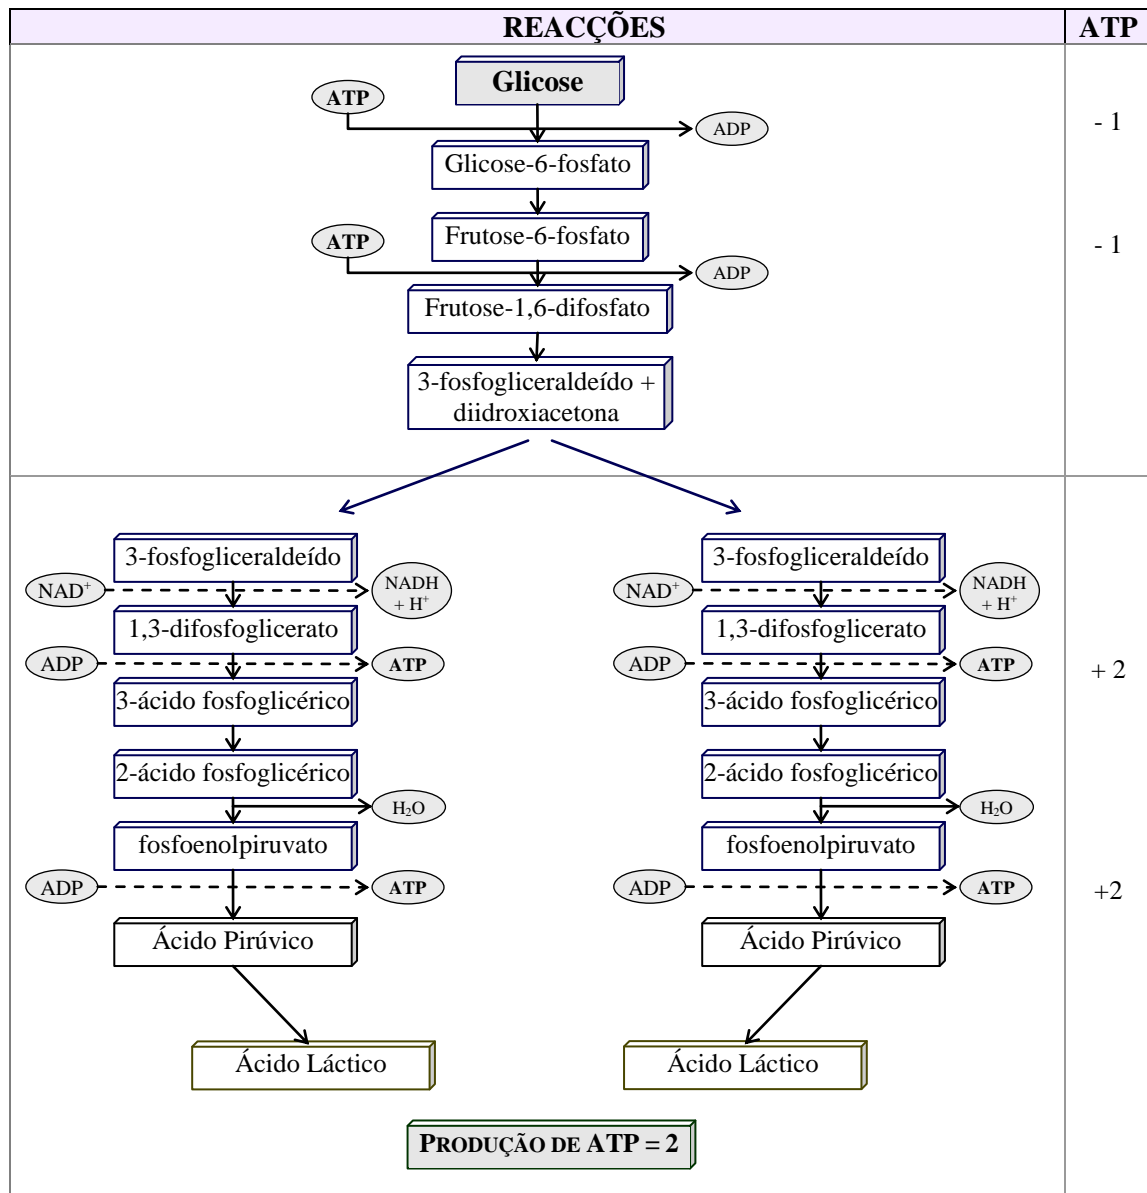 REACÇÕES
ATP
Glicose
ATP
ADP
- 1
Glicose-6-fosfato
Frutose-6-fosfato
ATP
ADP
- 1
Frutose-1,6-difosfato
3-fosfogliceraldeído +
diidroxiacetona
3-fosfogliceraldeído
NAD⁺
NADH
+ H⁺
1,3-difosfoglicerato
ADP
ATP
3-ácido fosfoglicérico
2-ácido fosfoglicérico
H₂O
fosfoenolpiruvato
ADP
ATP
Ácido Pirúvico
Ácido Láctico
3-fosfogliceraldeído
NAD⁺
NADH
+ H⁺
1,3-difosfoglicerato
ADP
ATP
3-ácido fosfoglicérico
2-ácido fosfoglicérico
H₂O
fosfoenolpiruvato
ADP
ATP
Ácido Pirúvico
Ácido Láctico
+ 2
+2
PRODUÇÃO DE ATP = 2